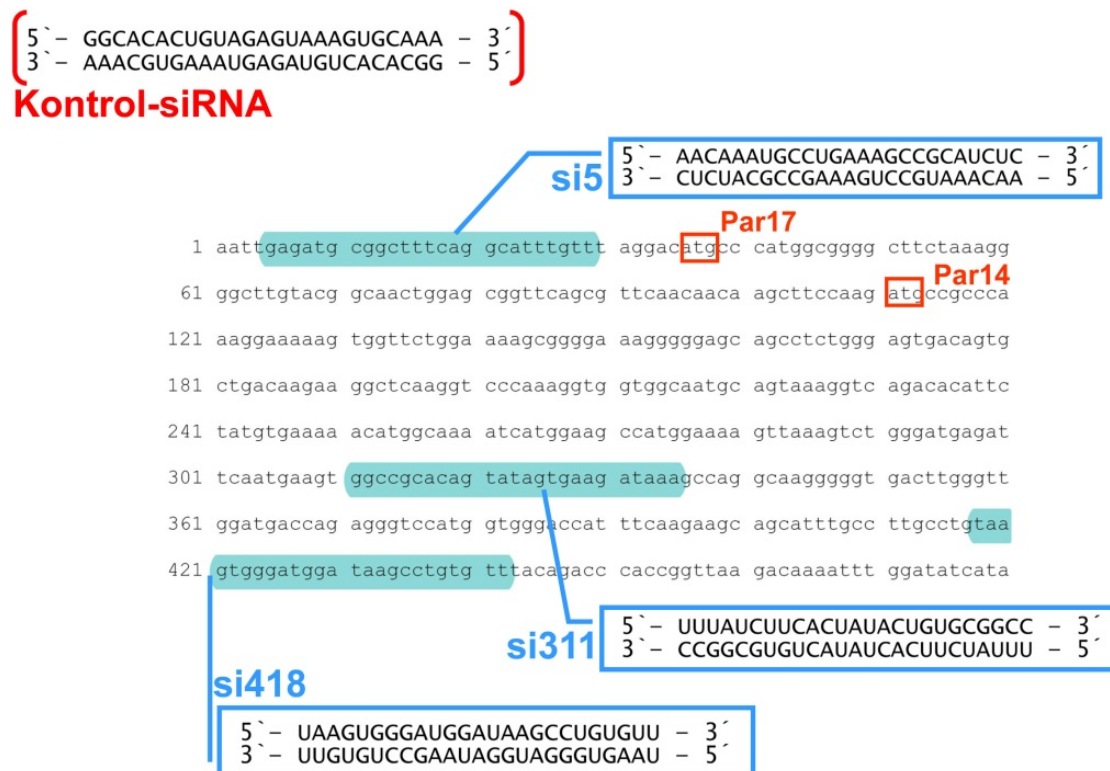 5`- GGCACACUGUAGAGUAAAGUGCAAA - 3´
3`- AAACGUGAAAUGAGAUGUCACACGG - 5´
Kontrol-siRNA
si5
5`- AACAAAUGCCUGAAAGCCGCAUCUC - 3´
3`- CUCUACGCCGAAAGUCCGUAAACAA - 5´
Par17
1 aattgagatg cggctttcag gcatttgttt aggacatgcc catggcgggg cttctaaagg
Par14
61 ggcttgtacg gcaactggag cggttcagcg ttcaacaaca agcttccaag atgccgccca
121 aaggaaaaag tggttctgga aaagcgggga aagggggagc agcctctggg agtgacagtg
181 ctgacaagaa ggctcaaggt cccaaaggtg gtggcaatgc agtaaaggtc agacacattc
241 tatgtgaaaa acatggcaaa atcatggaag ccatggaaaa gttaaagtct gggatgagat
301 tcaatgaagt ggccgcacag tatagtgaag ataaagccag gcaagggggt gacttgggtt
361 ggatgaccag agggtccatg gtgggaccat ttcaagaagc agcatttgcc ttgcctgtaa
421 gtgggatgga taagcctgtg tttacagacc caccggttaa gacaaaattt ggatatcata
si311
5`- UUUAUCUUCACUAUACUGUGCGGCC - 3´
3`- CCGGCGUGUCAUAUCACUUCUAUUU - 5´
si418
5`- UAAGUGGGAUGGAUAAGCCUGUGUU - 3´
3`- UUGUGUCCGAAUAGGUAGGGUGAAU - 5´